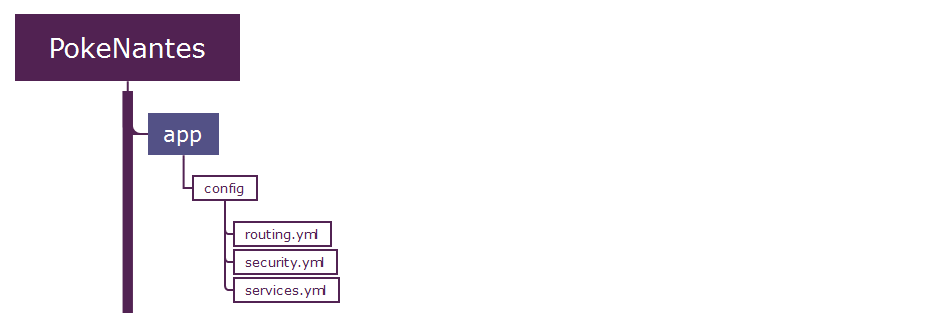 PokeNantes
app
config
routing.yml
security.yml
services.yml